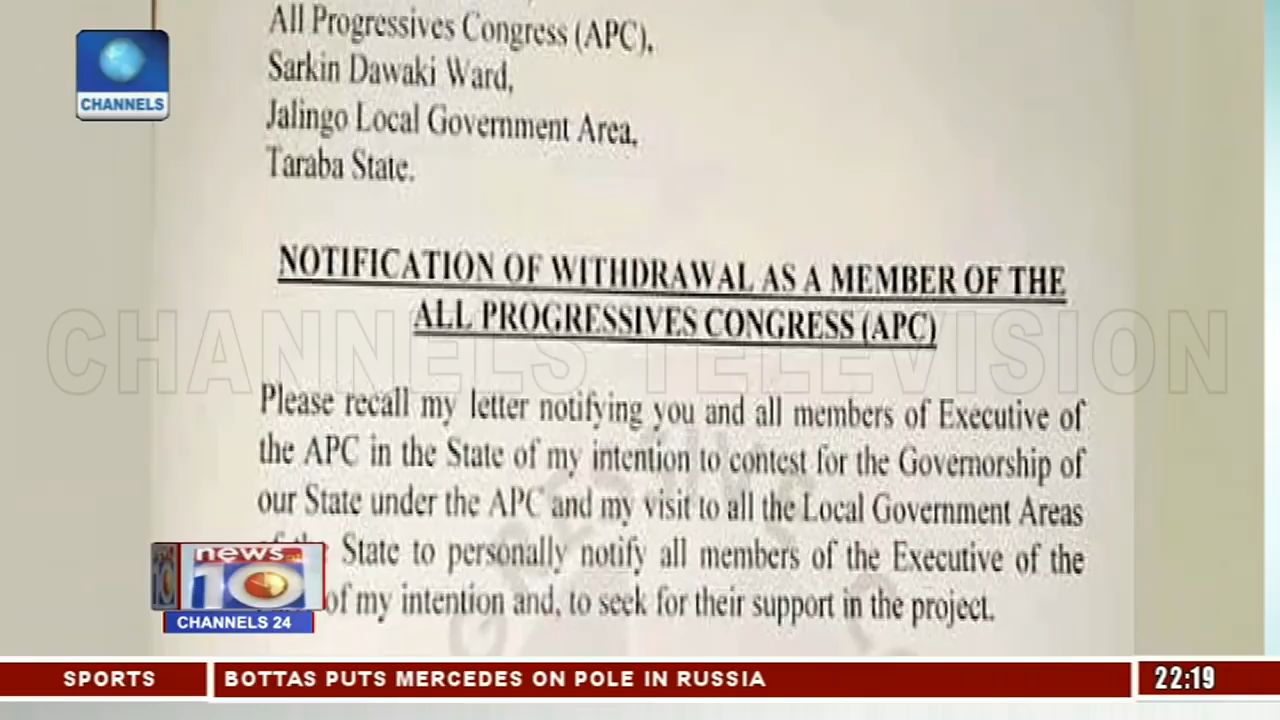 All Progressives Congress (APC),
Sarkin Dawaki Ward,
Jalingo Local Government Area,
Taraba State.
NOTIFICATION OF WITHDRAWAL AS A MEMBER OF THE
ALL PROGRESSIVES CONGRESS (APC)
Please recall my letter notifying you and all members of Executive of
the APC in the State of my intention to contest for the Governorship of
our State under the APC and my visit to all the Local Government Areas
State to personally notify all members of the Executive of the
of my intention and, to seek for their support in the project.
CHANNELS
CHANNELS TELEVISION
news at
10
CHANNELS 24
SPORTS
BOTTAS PUTS MERCEDES ON POLE IN RUSSIA
22:19